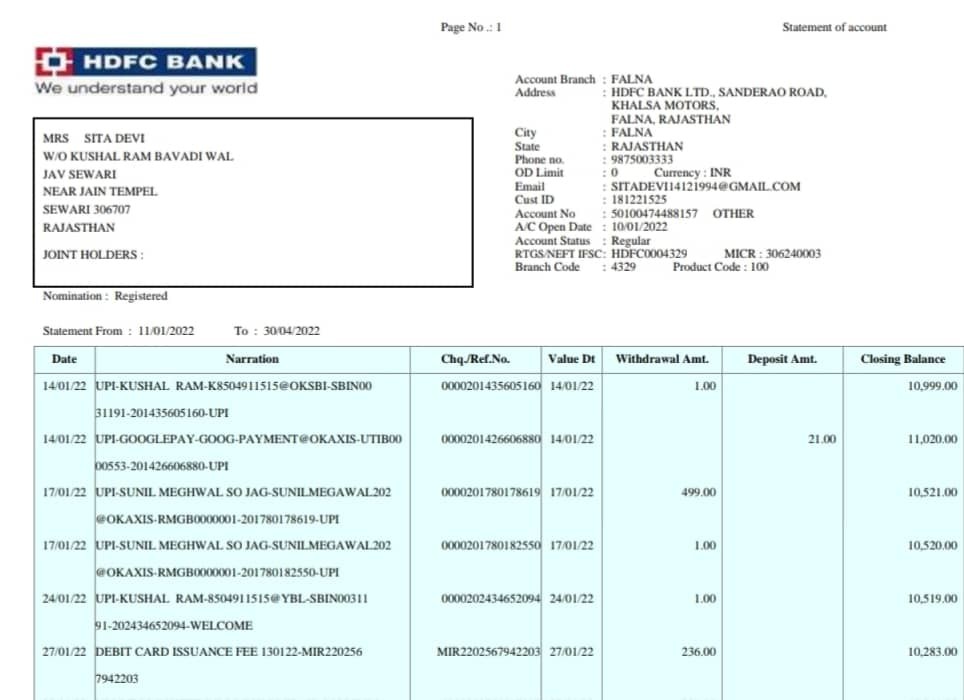 Page No .: 1 Statement of account
HDFC BANK
We understand your world
Account Branch : FALNA
Address : HDFC BANK LTD., SANDERAO ROAD,
KHALSA MOTORS,
FALNA, RAJASTHAN
City : FALNA
State : RAJASTHAN
Phone no. : 9875003333
OD Limit : 0 Currency : INR
Email : SITADEVI14121994@GMAIL.COM
Cust ID : 181221525
Account No : 50100474488157 OTHER
A/C Open Date : 10/01/2022
Account Status : Regular
RTGS/NEFT IFSC: HDFC0004329 MICR : 306240003
Branch Code : 4329 Product Code : 100
MRS SITA DEVI
W/O KUSHAL RAM BAVADI WAL
JAV SEWARI
NEAR JAIN TEMPEL
SEWARI 306707
RAJASTHAN
JOINT HOLDERS :
Nomination : Registered
Statement From : 11/01/2022 To : 30/04/2022
Date Narration Chq./Ref.No. Value Dt Withdrawal Amt. Deposit Amt. Closing Balance
14/01/22 UPI-KUSHAL RAM-K8504911515@OKSBI-SBIN00 0000201435605160 14/01/22 1.00 10,999.00
31191-201435605160-UPI
14/01/22 UPI-GOOGLEPAY-GOOG-PAYMENT@OKAXIS-UTIB00 0000201426606880 14/01/22 21.00 11,020.00
00553-201426606880-UPI
17/01/22 UPI-SUNIL MEGHWAL SO JAG-SUNILMEGAWAL202 0000201780178619 17/01/22 499.00 10,521.00
@OKAXIS-RMGB0000001-201780178619-UPI
17/01/22 UPI-SUNIL MEGHWAL SO JAG-SUNILMEGAWAL202 0000201780182550 17/01/22 1.00 10,520.00
@OKAXIS-RMGB0000001-201780182550-UPI
24/01/22 UPI-KUSHAL RAM-8504911515@YBL-SBIN00311 0000202434652094 24/01/22 1.00 10,519.00
91-202434652094-WELCOME
27/01/22 DEBIT CARD ISSUANCE FEE 130122-MIR220256 MIR2202567942203 27/01/22 236.00 10,283.00
7942203